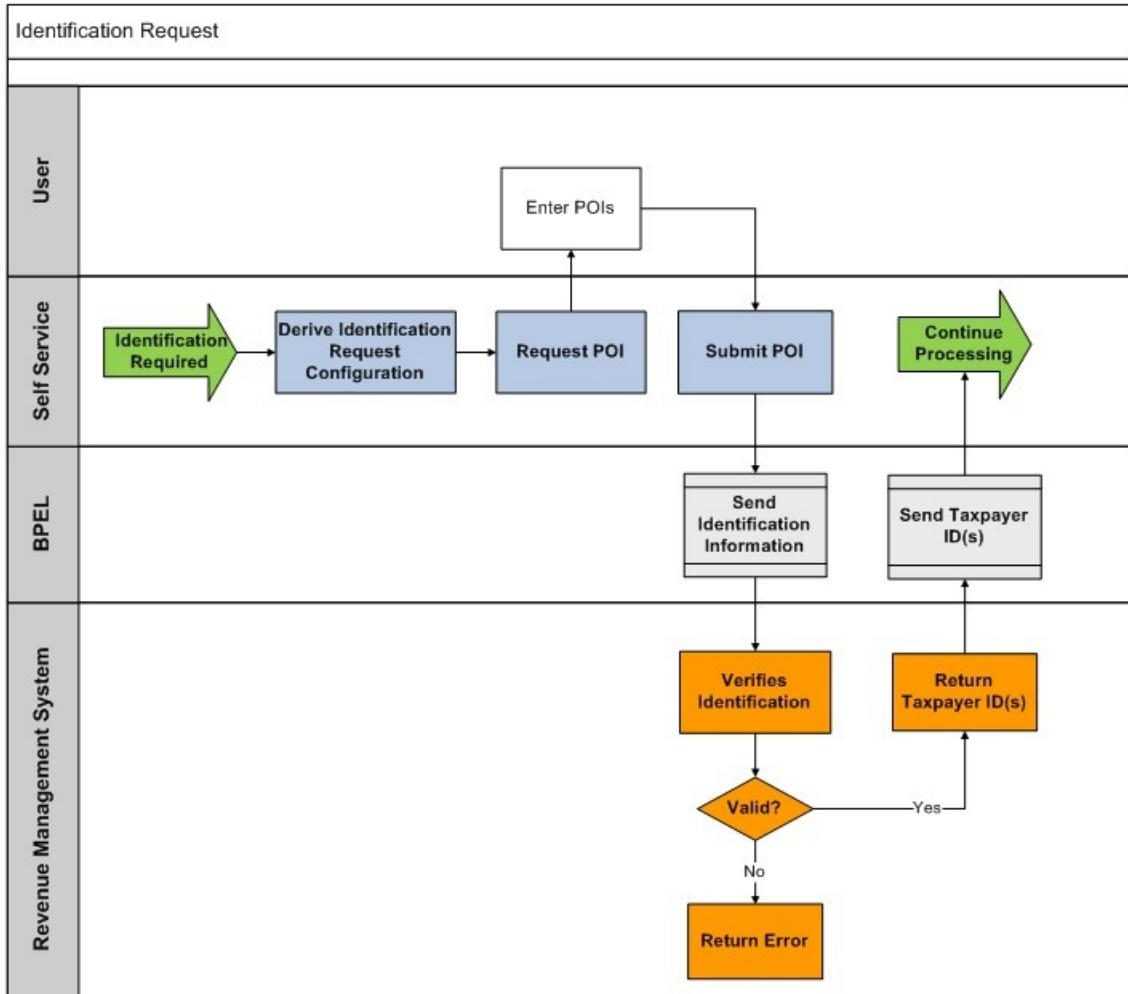 Identification Request
User
Enter POIs
Self Service
Identification
Required
Derive Identification
Request
Configuration
Request POI
Submit POI
Continue
Processing
BPEL
Send
Identification
Information
Send Taxpayer
ID(s)
Revenue Management System
Verifies
Identification
Return
Taxpayer ID(s)
Valid?
Yes
No
Return Error